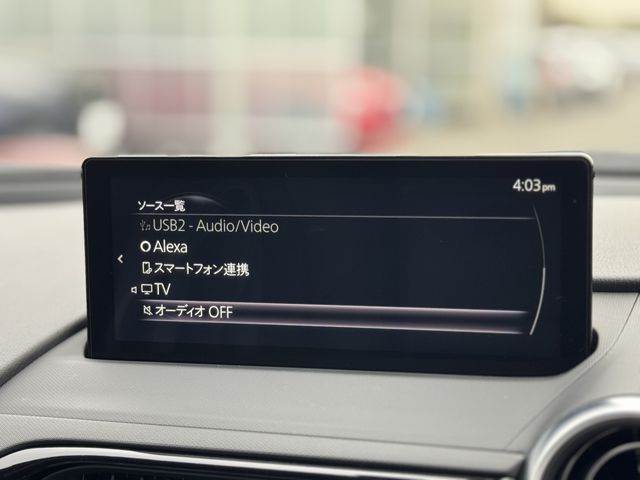 4:03pm
ソース一覧
USB2 - Audio/Video
Alexa
スマートフォン連携
TV
オーディオ OFF